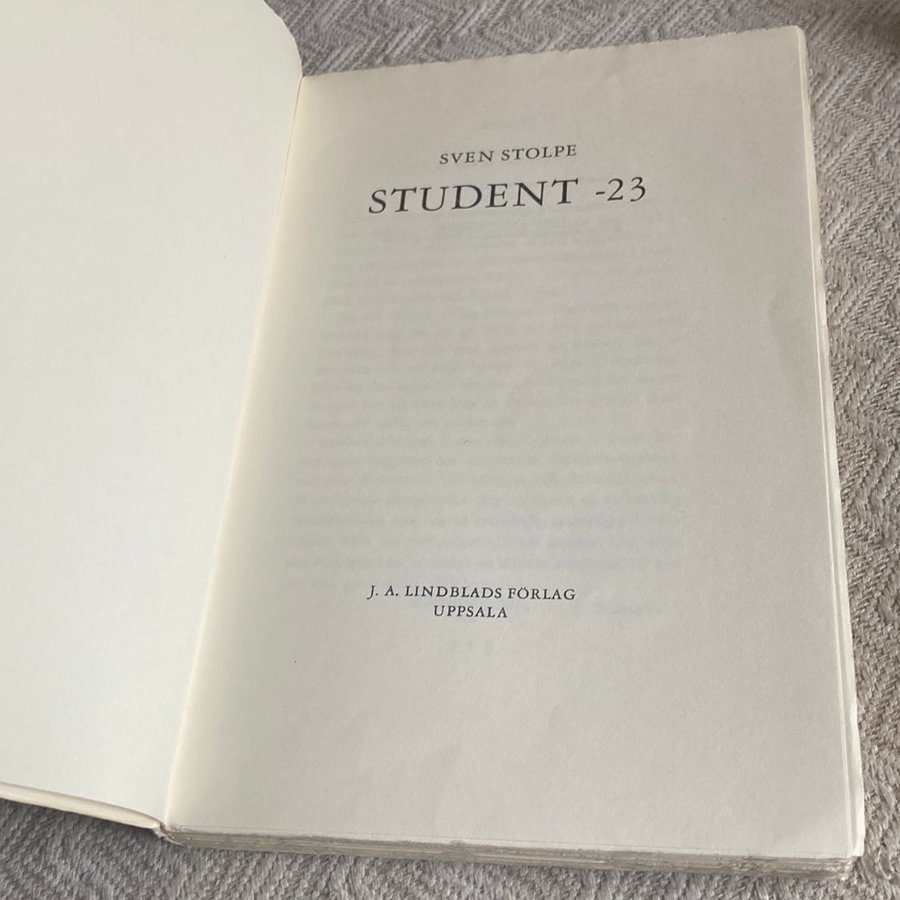 SVEN STOLPE
STUDENT -23
J. A. LINDBLADS FÖRLAG
UPPSALA